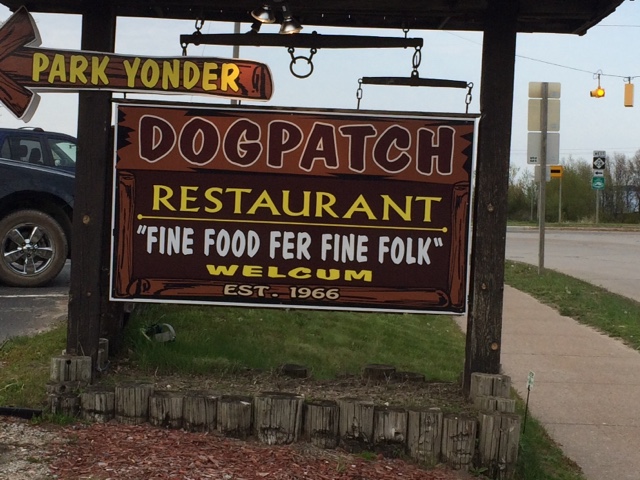 PARK YONDER
DOGPATCH
RESTAURANT
"FINE FOOD FER FINE FOLK"
WELCUM
EST. 1966